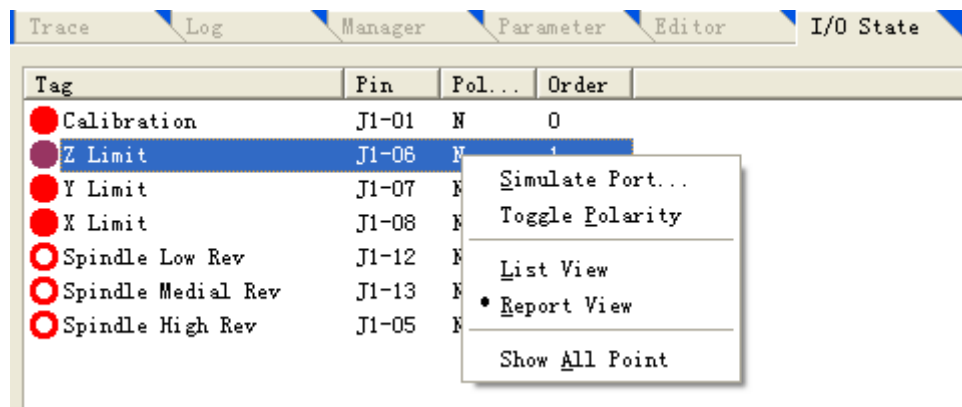 Trace Log Manager Parameter Editor I/O State
Tag Pin Pol... Order
Calibration J1-01 N 0
Z Limit J1-06 N 1
Y Limit J1-07
X Limit J1-08
Spindle Low Rev J1-12
Spindle Medial Rev J1-13
Spindle High Rev J1-05
Simulate Port...
Toggle Polarity
List View
Report View
Show All Point